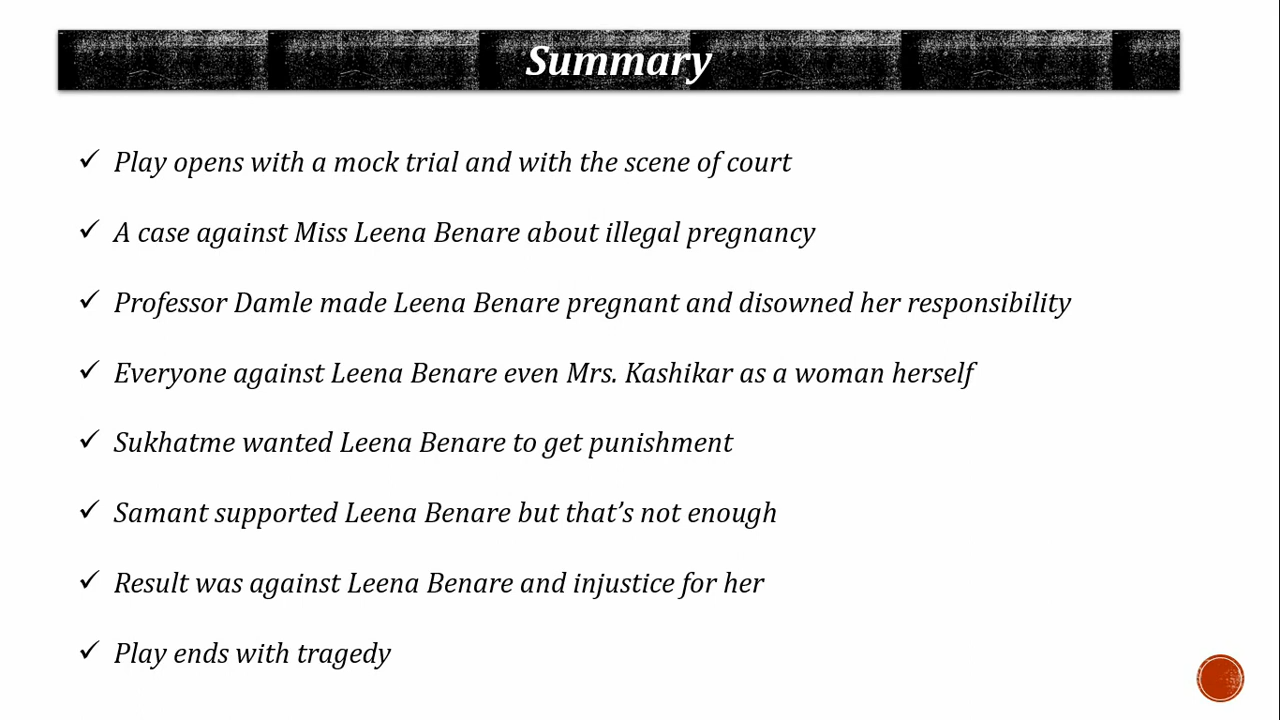 Summary
✓ Play opens with a mock trial and with the scene of court
✓ A case against Miss Leena Benare about illegal pregnancy
✓ Professor Damle made Leena Benare pregnant and disowned her responsibility
✓ Everyone against Leena Benare even Mrs. Kashikar as a woman herself
✓ Sukhatme wanted Leena Benare to get punishment
✓ Samant supported Leena Benare but that’s not enough
✓ Result was against Leena Benare and injustice for her
✓ Play ends with tragedy